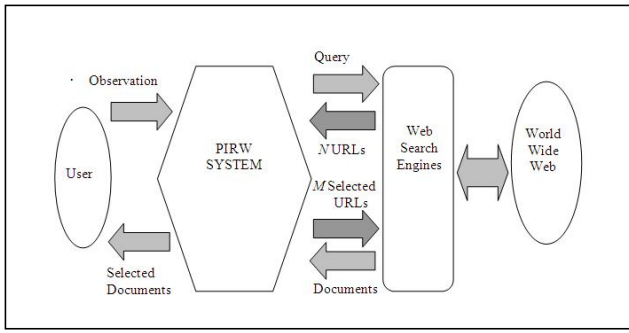 · Observation
User
Selected
Documents
PIRW
SYSTEM
Query
N URLs
M Selected
URLs
Documents
Web
Search
Engines
World
Wide
Web